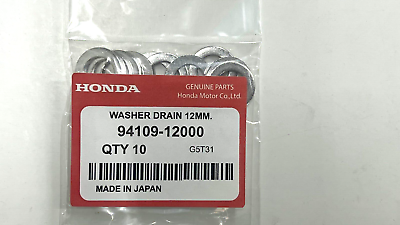 HONDA
GENUINE PARTS
Honda Motor Co.,Ltd.
WASHER DRAIN 12MM.
94109-12000
QTY 10 G5T31
MADE IN JAPAN